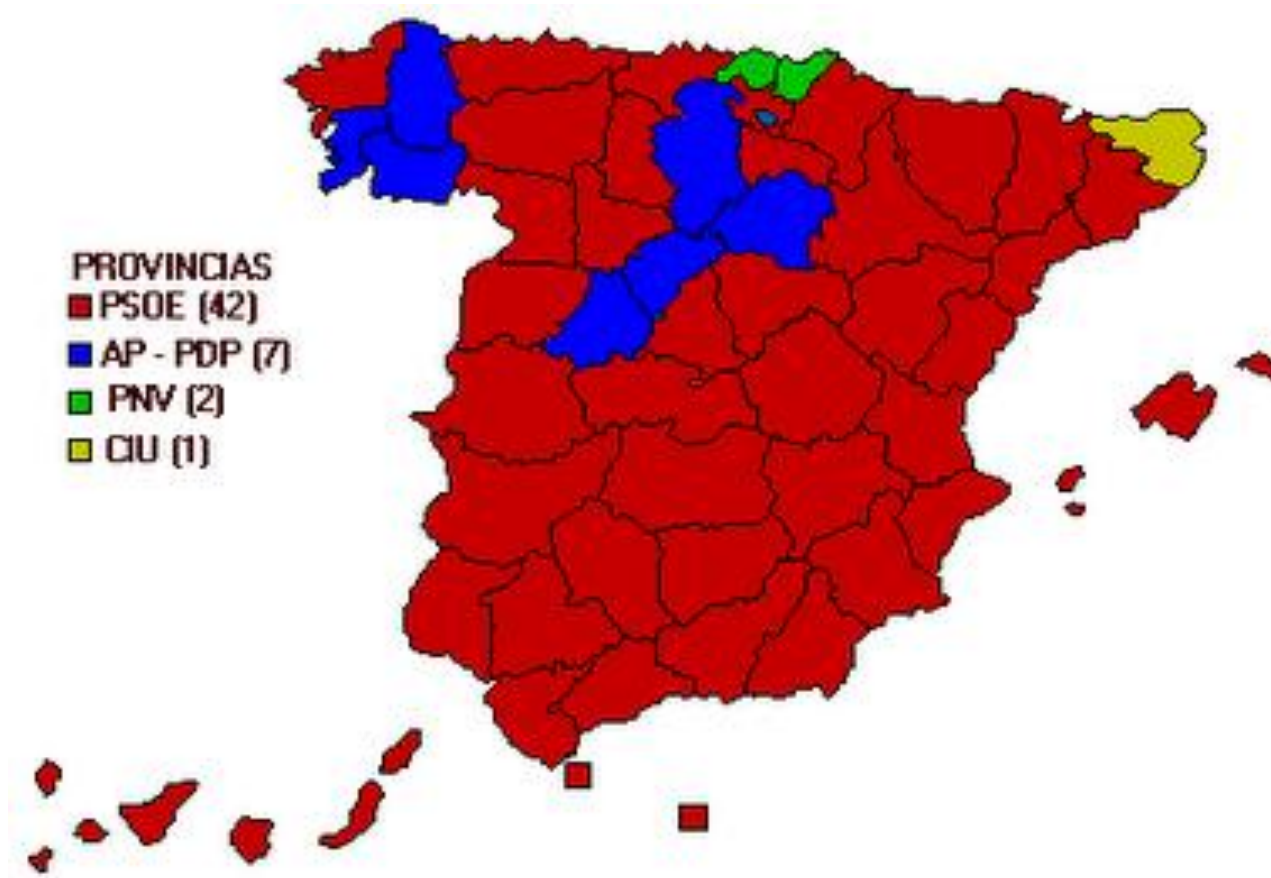 PROVINCIAS
PSOE (42)
AP - PDP (7)
PNV (2)
CIU (1)